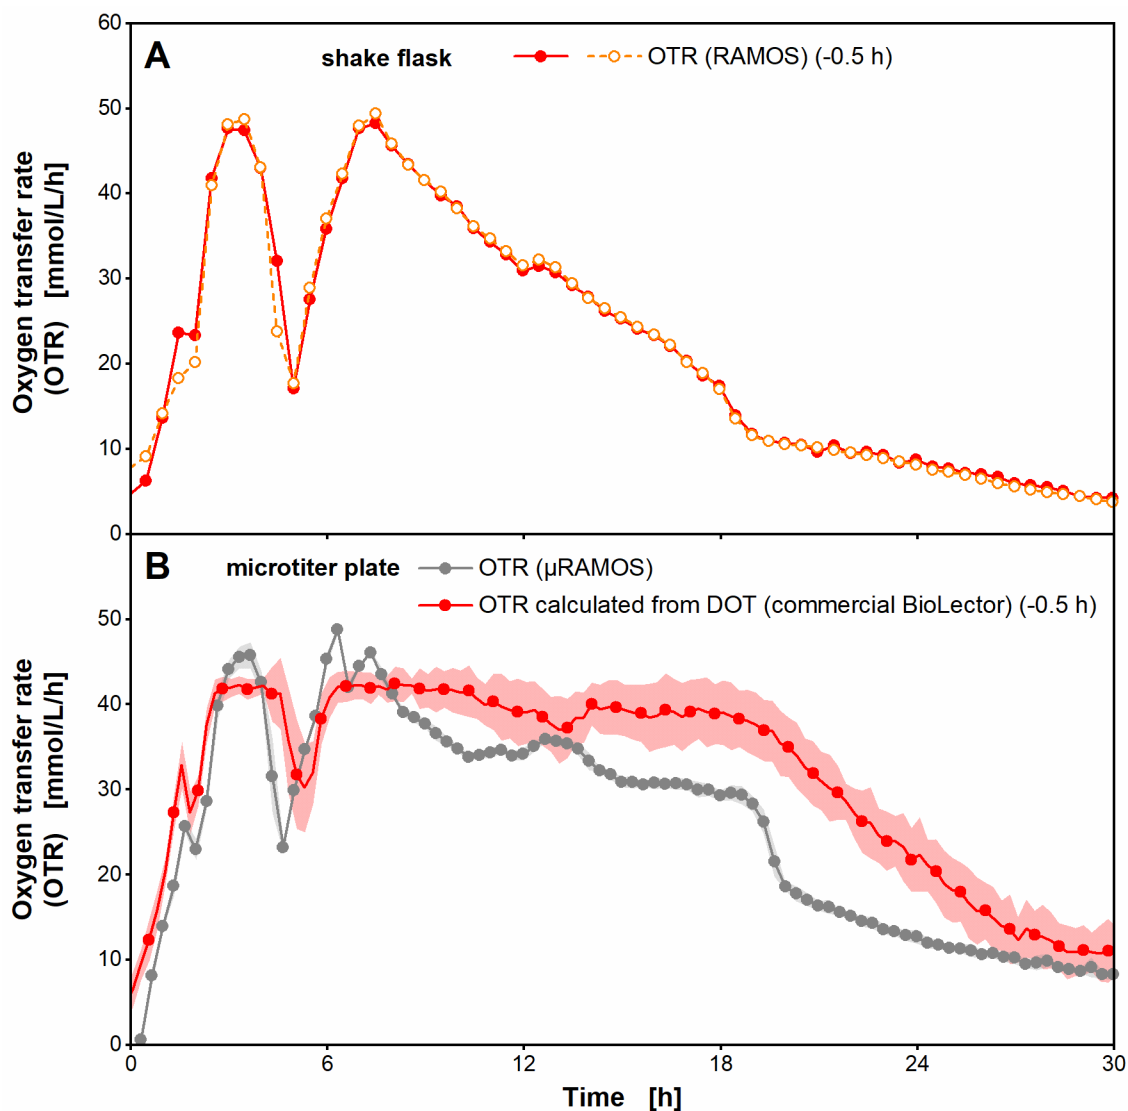 A
shake flask
OTR (RAMOS) (-0.5 h)
60
50
40
30
20
10
0
Oxygen transfer rate
(OTR) [mmol/L/h]
B
microtiter plate
OTR (µRAMOS)
OTR calculated from DOT (commercial BioLector) (-0.5 h)
50
40
30
20
10
0
Oxygen transfer rate
(OTR) [mmol/L/h]
0 6 12 18 24 30
Time [h]